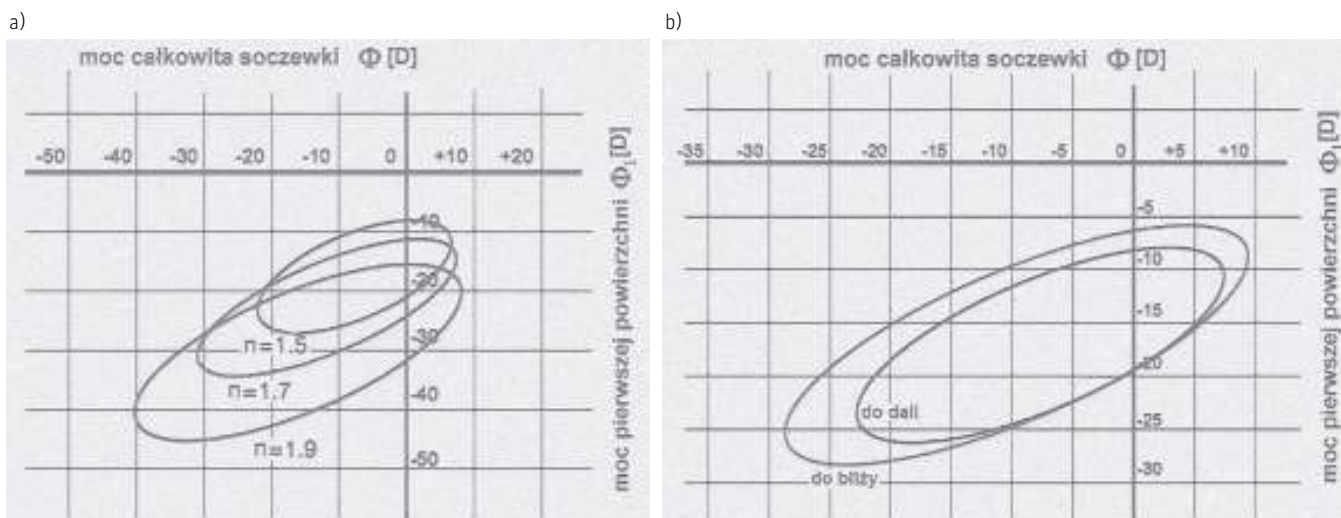 a)
moc całkowita soczewki Φ [D]
-50 -40 -30 -20 -10 0 +10 +20
-10
-20
-30
-40
-50
n=1.5
n=1.7
n=1.9
moc pierwszej powierzchni Φ₁[D]
b)
moc całkowita soczewki Φ [D]
-35 -30 -25 -20 -15 -10 -5 0 +5 +10
-5
-10
-15
-20
-25
-30
do dali
do bliży
moc pierwszej powierzchni Φ₁[D]